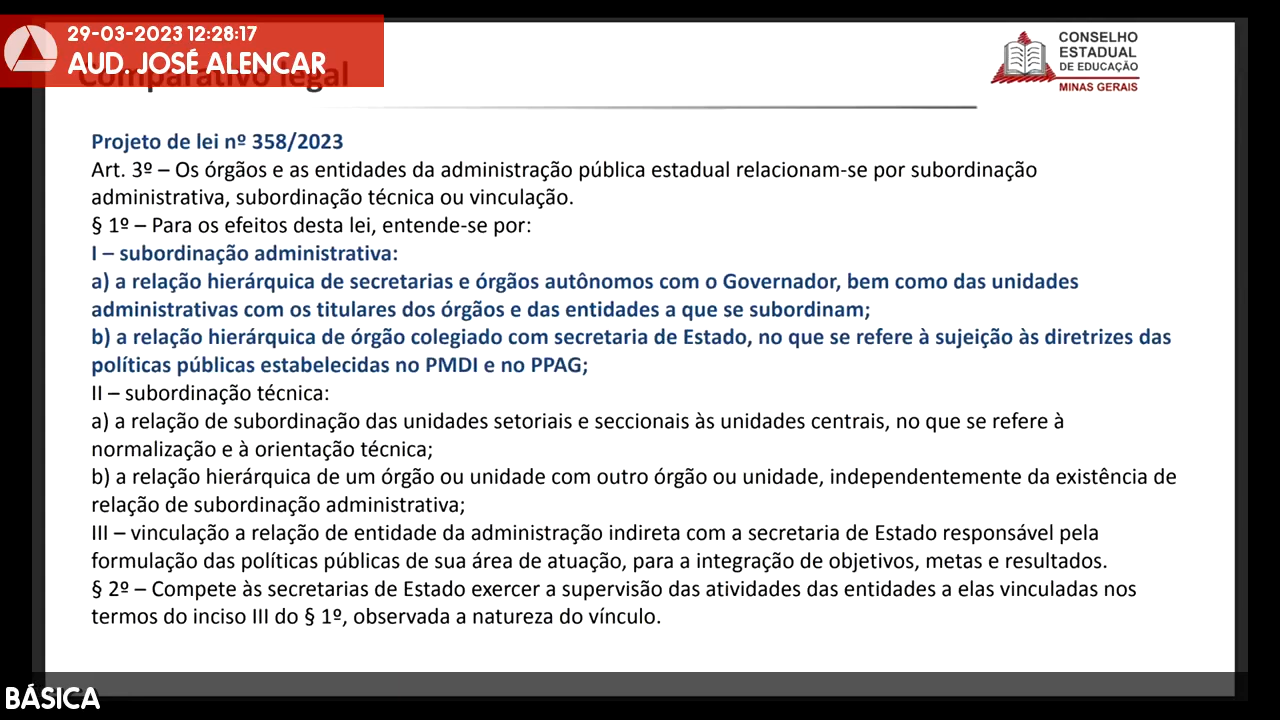 29-03-2023 12:28:17
AUD. JOSÉ ALENCAR
Comparativo legal
CONSELHO
ESTADUAL
DE EDUCAÇÃO
MINAS GERAIS
Projeto de lei nº 358/2023
Art. 3º – Os órgãos e as entidades da administração pública estadual relacionam-se por subordinação
administrativa, subordinação técnica ou vinculação.
§ 1º – Para os efeitos desta lei, entende-se por:
I – subordinação administrativa:
a) a relação hierárquica de secretarias e órgãos autônomos com o Governador, bem como das unidades
administrativas com os titulares dos órgãos e das entidades a que se subordinam;
b) a relação hierárquica de órgão colegiado com secretaria de Estado, no que se refere à sujeição às diretrizes das
políticas públicas estabelecidas no PMDI e no PPAG;
II – subordinação técnica:
a) a relação de subordinação das unidades setoriais e seccionais às unidades centrais, no que se refere à
normalização e à orientação técnica;
b) a relação hierárquica de um órgão ou unidade com outro órgão ou unidade, independentemente da existência de
relação de subordinação administrativa;
III – vinculação a relação de entidade da administração indireta com a secretaria de Estado responsável pela
formulação das políticas públicas de sua área de atuação, para a integração de objetivos, metas e resultados.
§ 2º – Compete às secretarias de Estado exercer a supervisão das atividades das entidades a elas vinculadas nos
termos do inciso III do § 1º, observada a natureza do vínculo.
BÁSICA